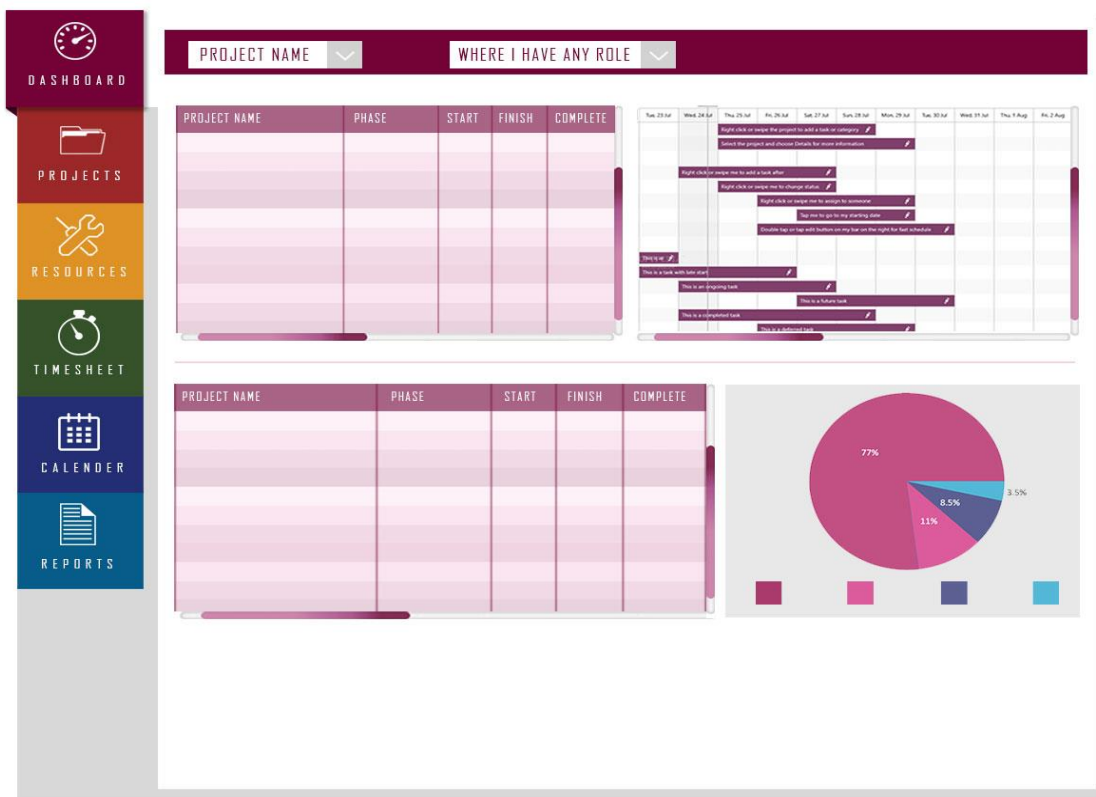 DASHBOARD
PROJECTS
RESOURCES
TIMESHEET
CALENDER
REPORTS
PROJECT NAME
WHERE I HAVE ANY ROLE
PROJECT NAME PHASE START FINISH COMPLETE
Tue. 23 Jul Wed. 24 Jul Thu. 25 Jul Fri. 26 Jul Sat. 27 Jul Sun. 28 Jul Mon. 29 Jul Tue. 30 Jul Wed. 31 Jul Thu. 1 Aug Fri. 2 Aug
Right click or swipe the project to add a task or category
Select the project and choose Details for more information
Right click or swipe me to add a task after
Right click or swipe me to change status
Right click or swipe me to assign to someone
Tap me to go to my starting date
Double tap or tap edit button on my bar on the right for fast schedule
This is a task with late start
This is an ongoing task
This is a future task
This is a completed task
This is a deferred task
PROJECT NAME PHASE START FINISH COMPLETE
77%
3.5%
8.5%
11%